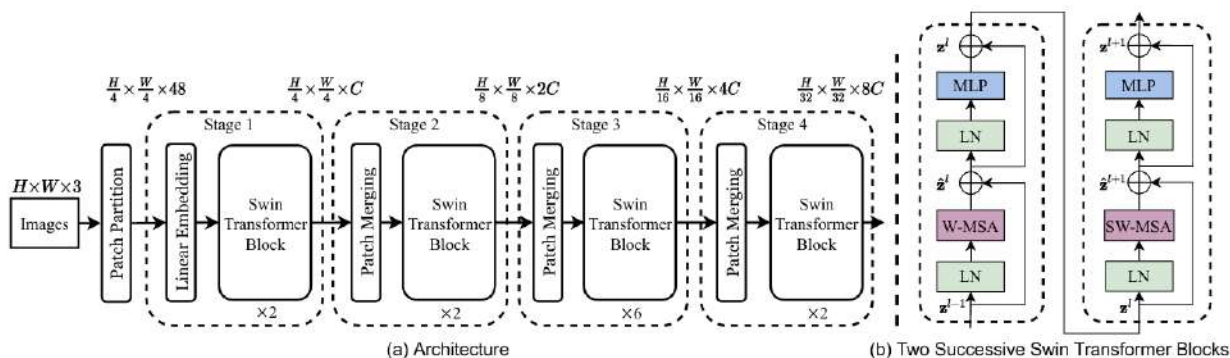 H/4 × W/4 × 48
H/4 × W/4 × C
H/8 × W/8 × 2C
H/16 × W/16 × 4C
H/32 × W/32 × 8C
Stage 1
Stage 2
Stage 3
Stage 4
H×W×3
Images
Patch Partition
Linear Embedding
Swin
Transformer
Block
×2
Patch Merging
Swin
Transformer
Block
×2
Patch Merging
Swin
Transformer
Block
×6
Patch Merging
Swin
Transformer
Block
×2
(a) Architecture
z^l
MLP
LN
ẑ^l
W-MSA
LN
z^{l-1}
z^{l+1}
MLP
LN
ẑ^{l+1}
SW-MSA
LN
z^l
(b) Two Successive Swin Transformer Blocks